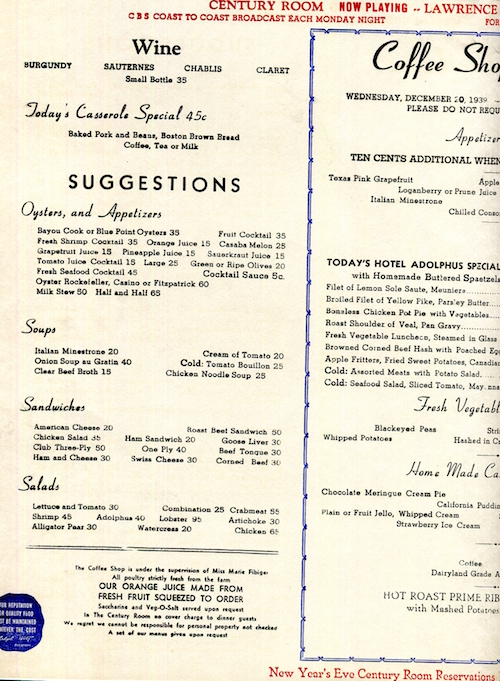 CENTURY ROOM NOW PLAYING -- LAWRENCE
CBS COAST TO COAST BROADCAST EACH MONDAY NIGHT FOR
Wine
BURGUNDY SAUTERNES CHABLIS CLARET
Small Bottle 35
Today's Casserole Special 45c
Baked Pork and Beans, Boston Brown Bread
Coffee, Tea or Milk
SUGGESTIONS
Oysters, and Appetizers
Bayou Cook or Blue Point Oysters 35 Fruit Cocktail 35
Fresh Shrimp Cocktail 35 Orange Juice 15 Casaba Melon 25
Grapefruit Juice 15 Pineapple Juice 15 Sauerkraut Juice 15
Tomato Juice Cocktail 15 Large 25 Green or Ripe Olives 20
Fresh Seafood Cocktail 45 Cocktail Sauce 5c.
Oyster Rockefeller, Casino or Fitzpatrick 60
Milk Stew 50 Half and Half 65
Soups
Italian Minestrone 20 Cream of Tomato 20
Onion Soup au Gratin 40 Cold: Tomato Bouillon 25
Clear Beef Broth 15 Chicken Noodle Soup 25
Sandwiches
American Cheese 20 Roast Beef Sandwich 50
Chicken Salad 35 Ham Sandwich 20 Goose Liver 30
Club Three-Ply 50 One Ply 40 Beef Tongue 30
Ham and Cheese 30 Swiss Cheese 30 Corned Beef 30
Salads
Lettuce and Tomato 30 Combination 25 Crabmeat 55
Shrimp 45 Adolphus 40 Lobster 95 Artichoke 30
Alligator Pear 30 Watercress 20 Chicken 65
The Coffee Shop is under the supervision of Miss Marie Fibiger
All poultry strictly fresh from the farm
OUR ORANGE JUICE MADE FROM
FRESH FRUIT SQUEEZED TO ORDER
Saccharine and Veg-O-Salt served upon request
In The Century Room no cover charge to dinner guests
We regret we cannot be responsible for personal property not checked
A set of our menus given upon request
OUR REPUTATION
FOR QUALITY FOOD
MUST BE MAINTAINED
WHATEVER THE COST
Coffee Shop
WEDNESDAY, DECEMBER 20, 1939
PLEASE DO NOT REQU
Appetizer
TEN CENTS ADDITIONAL WHEN
Texas Pink Grapefruit Apple
Loganberry or Prune Juice
Italian Minestrone
Chilled Conso
TODAY'S HOTEL ADOLPHUS SPECIAL
with Homemade Buttered Spatzels
Filet of Lemon Sole Saute, Meuniere
Broiled Filet of Yellow Pike, Parsley Butter
Boneless Chicken Pot Pie with Vegetables
Roast Shoulder of Veal, Pan Gravy
Fresh Vegetable Luncheon, Steamed in Glass
Browned Corned Beef Hash with Poached Egg
Apple Fritters, Fried Sweet Potatoes, Canadian
Cold: Assorted Meats with Potato Salad
Cold: Seafood Salad, Sliced Tomato, Mayonna
Fresh Vegetabl
Blackeyed Peas Stri
Whipped Potatoes Hashed in C
Home Made Ca
Chocolate Meringue Cream Pie
California Puddin
Plain or Fruit Jello, Whipped Cream
Strawberry Ice Cream
Coffee
Dairyland Grade A
HOT ROAST PRIME RIB
with Mashed Potatoes
New Year's Eve Century Room Reservations